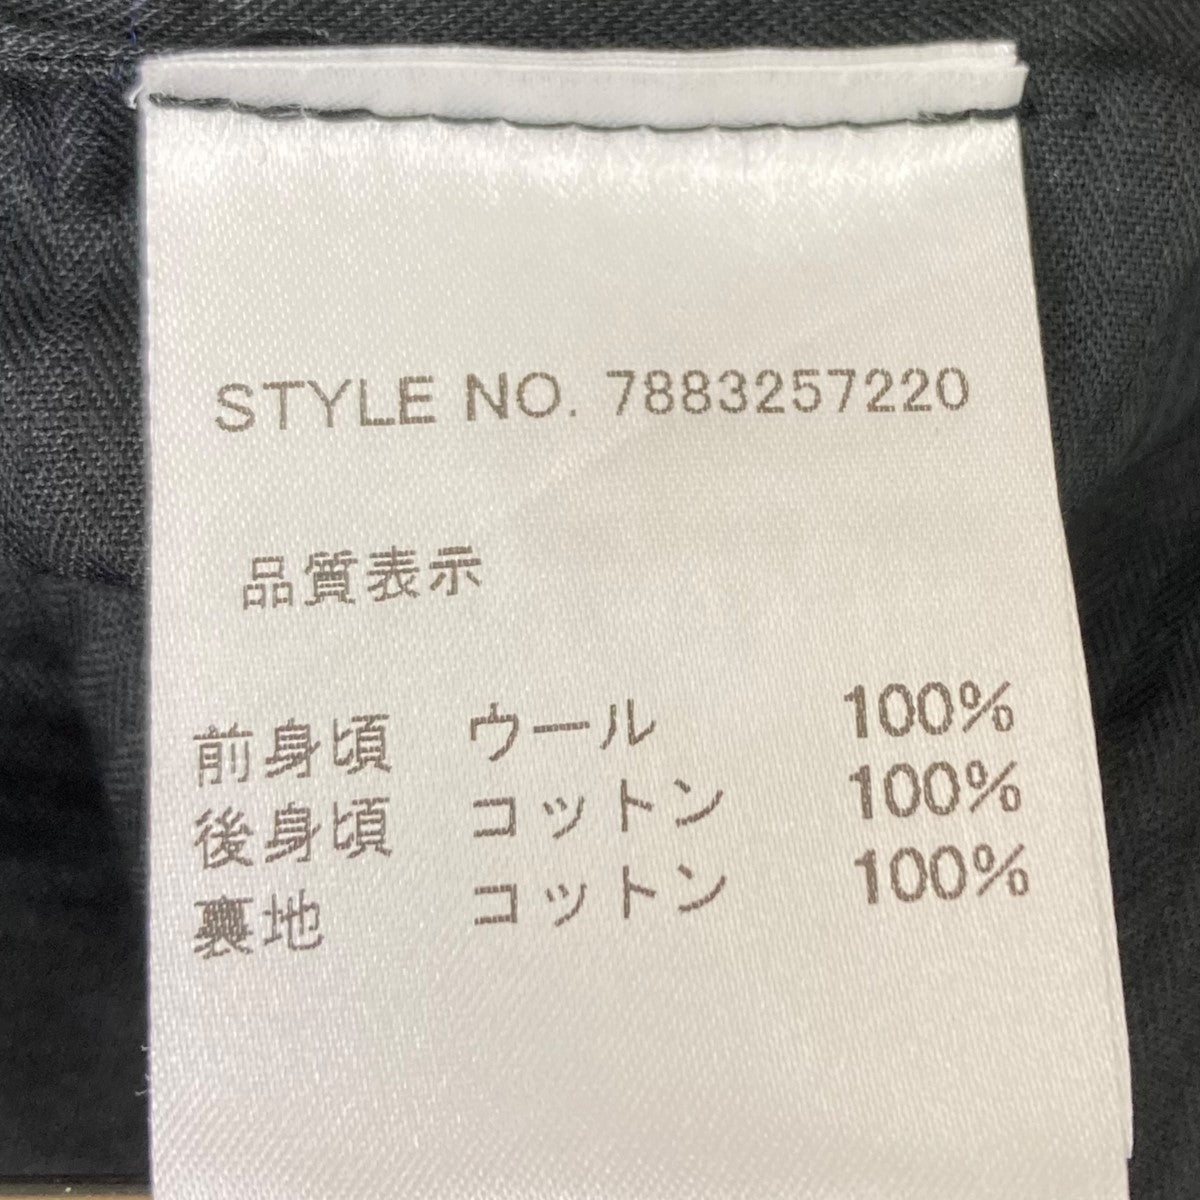 STYLE NO. 7883257220
品質表示
前身頃 ウール 100%
後身頃 コットン 100%
裏地 コットン 100%